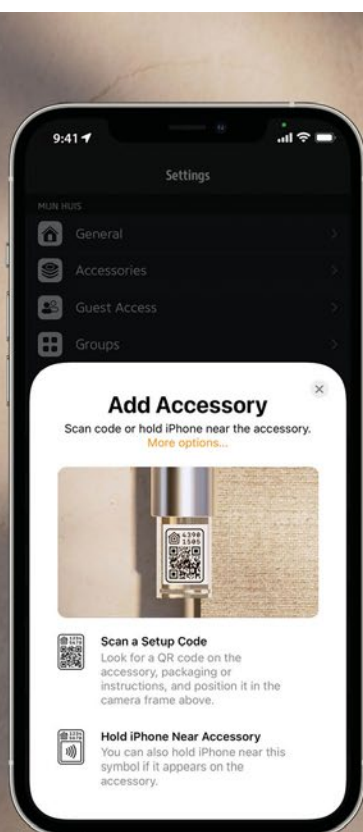 9:41
Settings
MIJN HUIS
General
Accessories
Guest Access
Groups
Add Accessory
Scan code or hold iPhone near the accessory.
More options...
4390
1505
Scan a Setup Code
Look for a QR code on the
accessory, packaging or
instructions, and position it in the
camera frame above.
Hold iPhone Near Accessory
You can also hold iPhone near this
symbol if it appears on the
accessory.